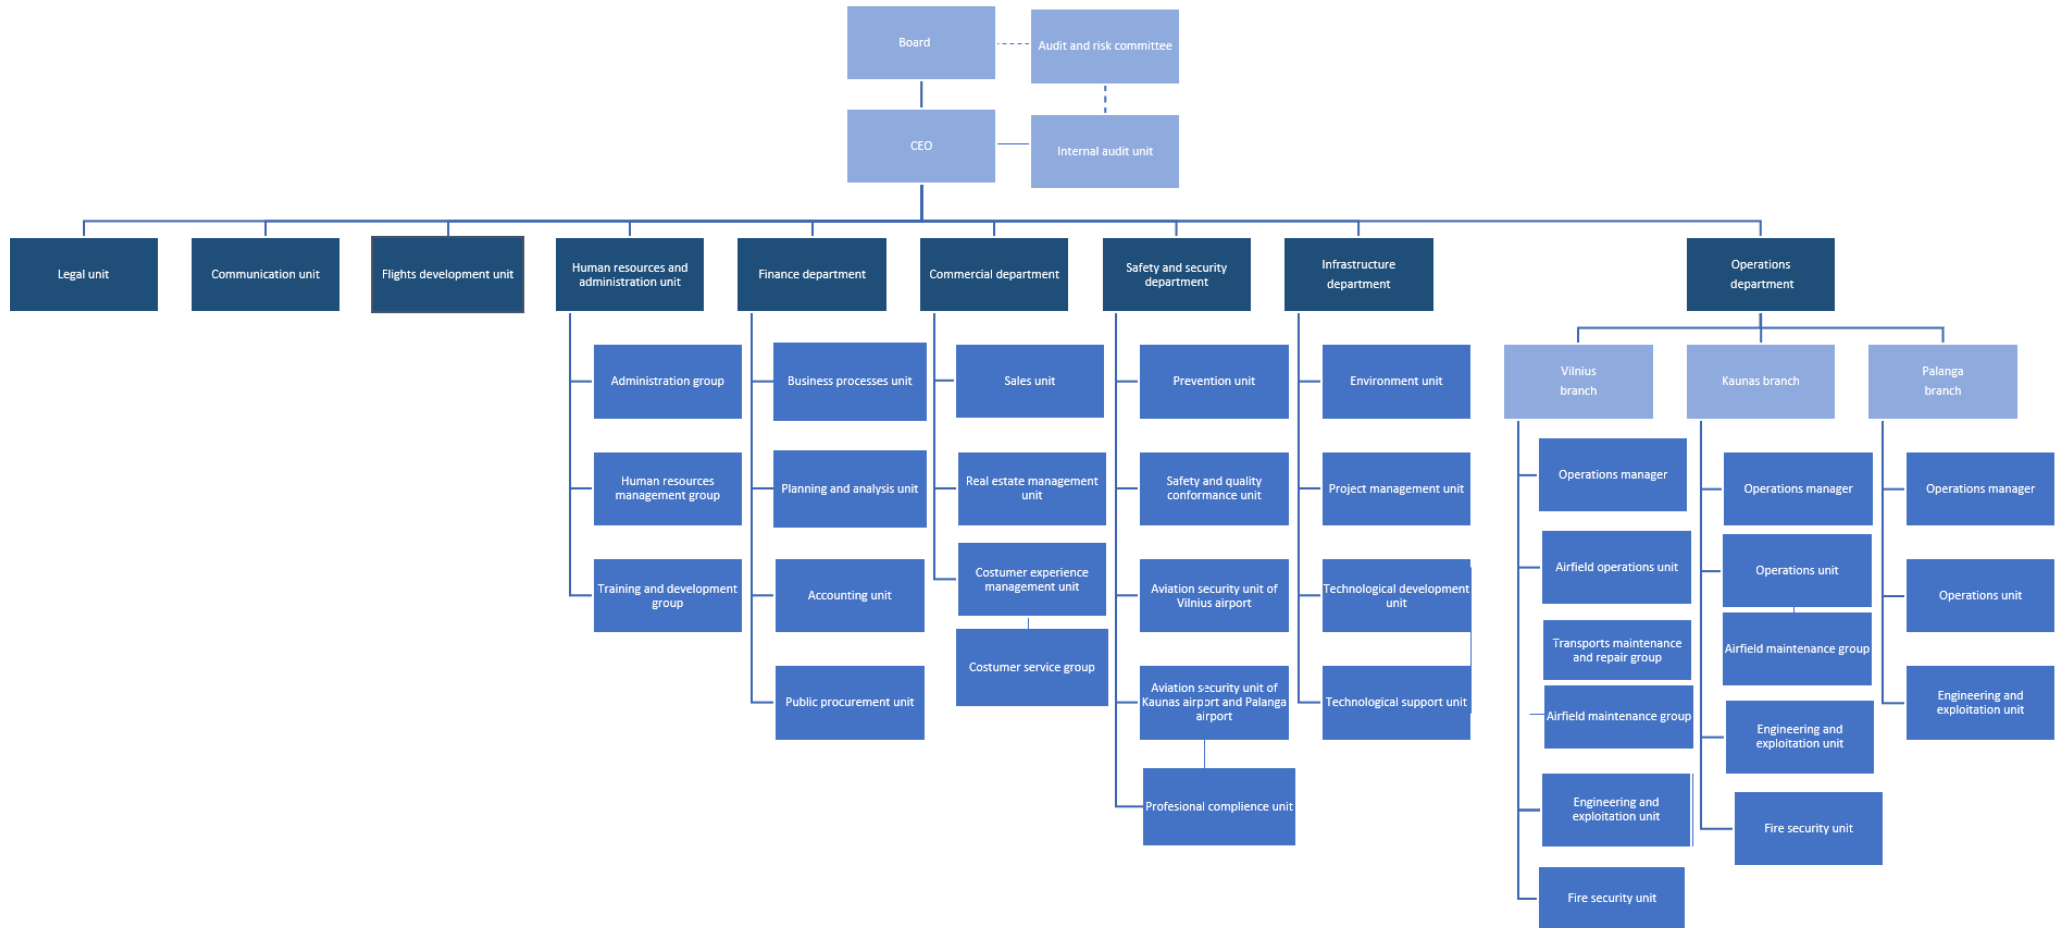 Board
Audit and risk committee
CEO
Internal audit unit
Legal unit
Communication unit
Flights development unit
Human resources and
administration unit
Finance department
Commercial department
Safety and security
department
Infrastructure
department
Operations
department
Administration group
Human resources
management group
Training and development
group
Business processes unit
Planning and analysis unit
Accounting unit
Public procurement unit
Sales unit
Real estate management
unit
Costumer experience
management unit
Costumer service group
Prevention unit
Safety and quality
conformance unit
Aviation security unit of
Vilnius airport
Aviation security unit of
Kaunas airport and Palanga
airport
Profesional complience unit
Environment unit
Project management unit
Technological development
unit
Technological support unit
Vilnius
branch
Operations manager
Airfield operations unit
Transports maintenance
and repair group
Airfield maintenance group
Engineering and
exploitation unit
Fire security unit
Kaunas branch
Operations manager
Operations unit
Airfield maintenance group
Engineering and
exploitation unit
Fire security unit
Palanga
branch
Operations manager
Operations unit
Engineering and
exploitation unit